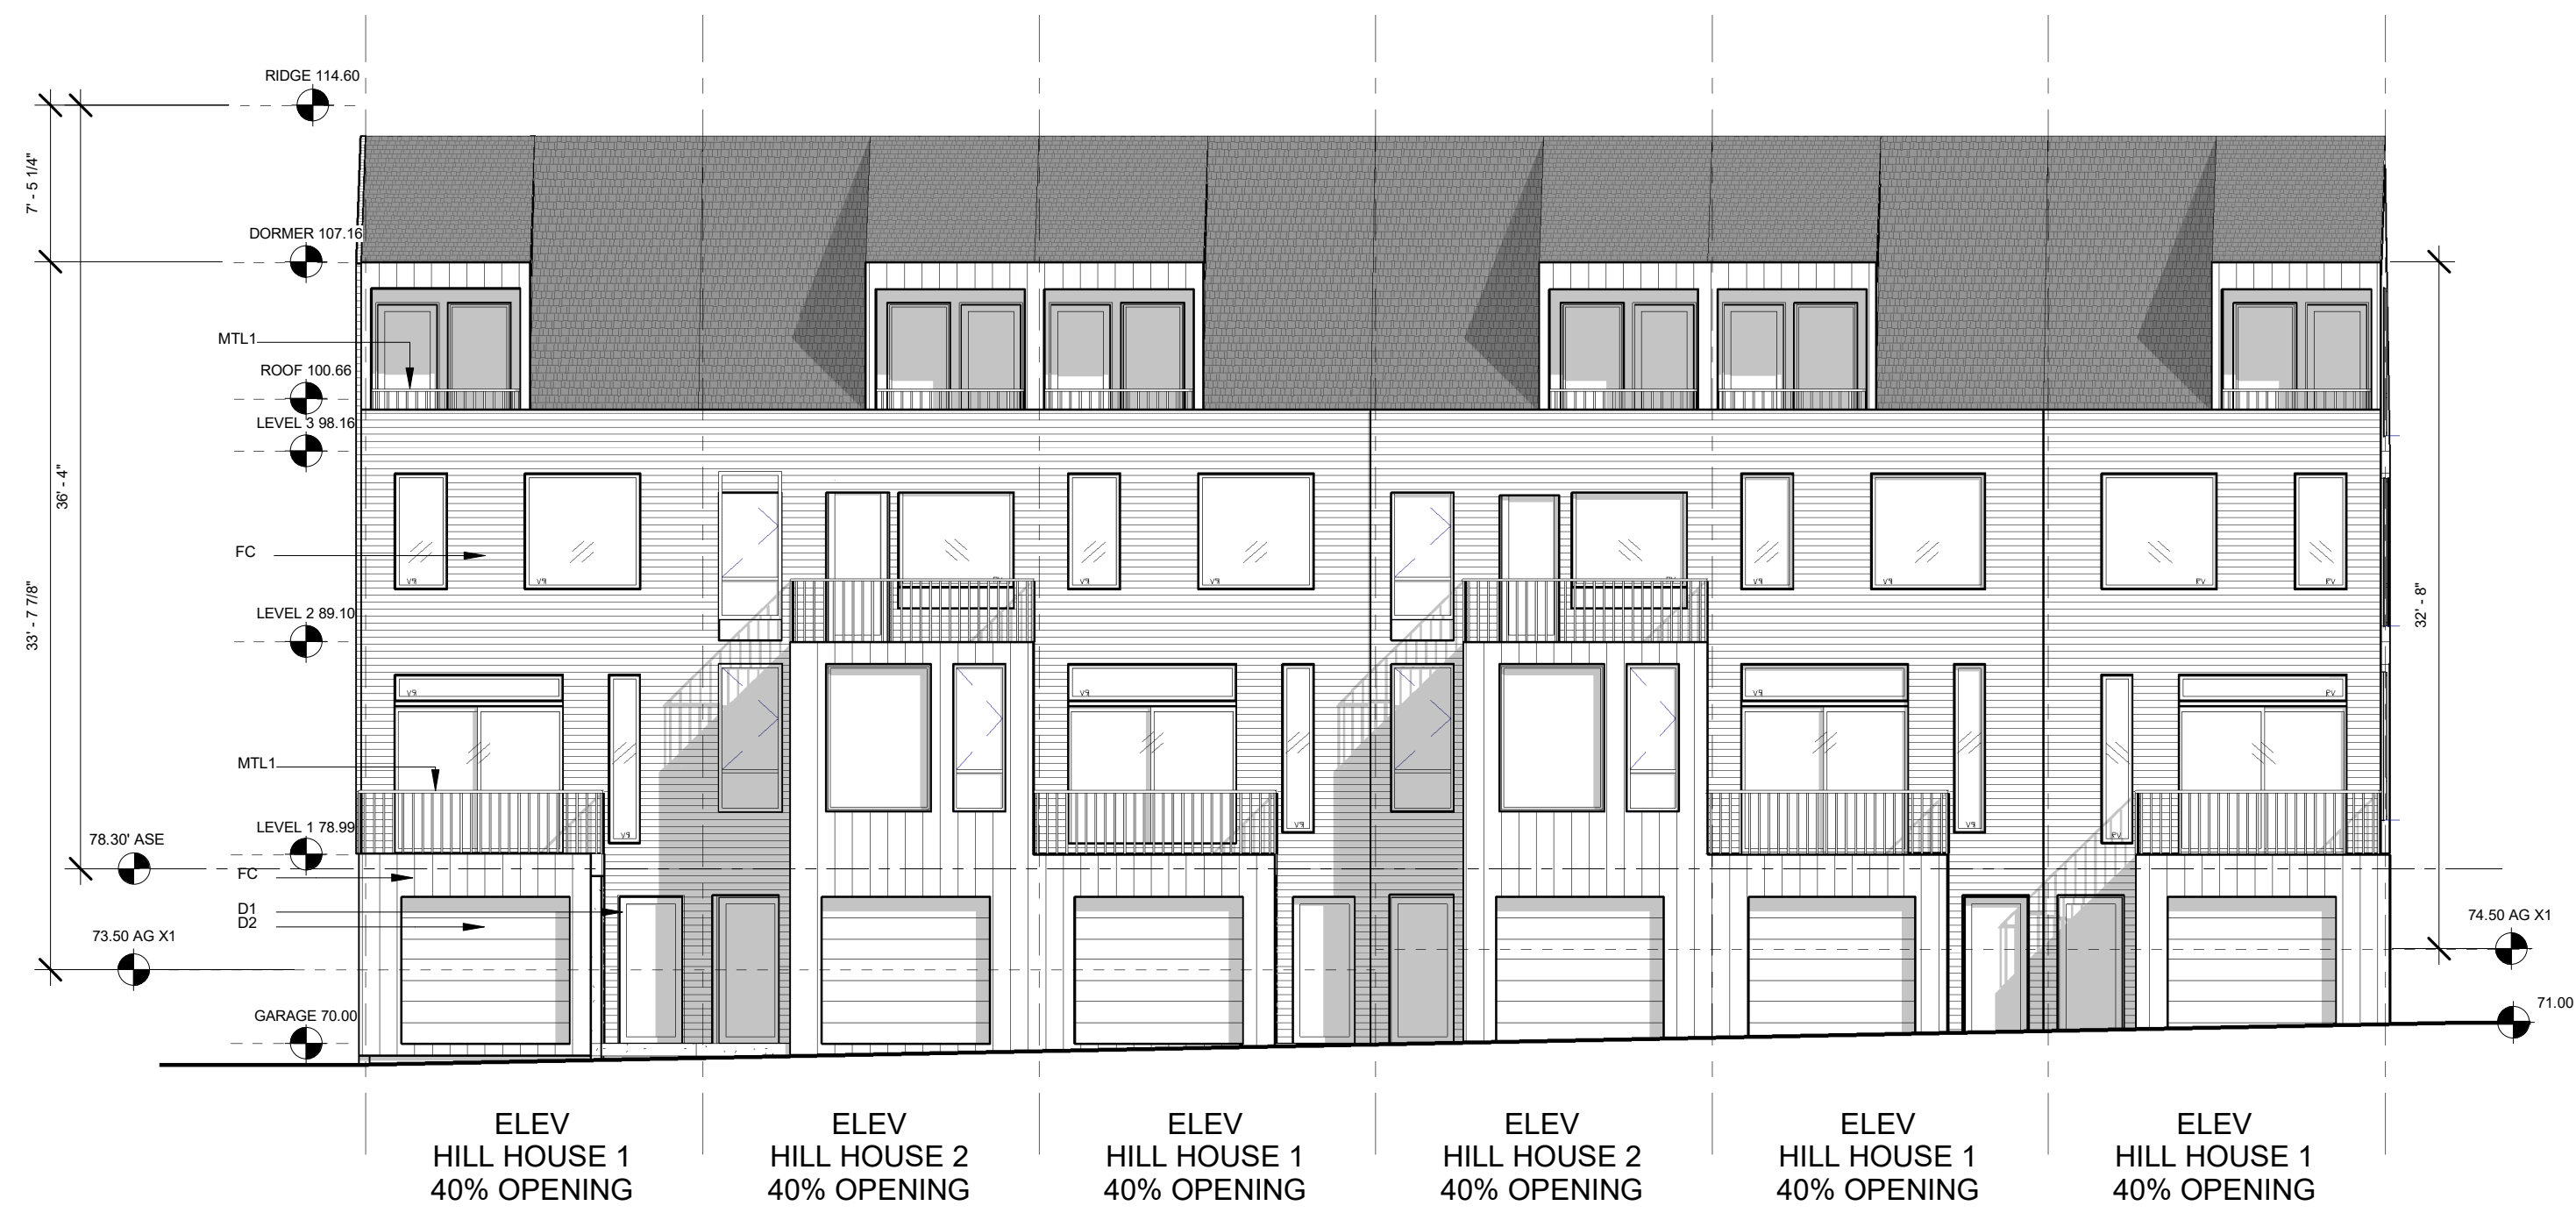 RIDGE 114.60
7' - 5 1/4"
DORMER 107.16
MTL1
ROOF 100.66
LEVEL 3 98.16
36' - 4"
FC
33' - 7 7/8"
32' - 8"
LEVEL 2 89.10
MTL1
LEVEL 1 78.99
78.30' ASE
FC
D1
D2
73.50 AG X1
74.50 AG X1
71.00
GARAGE 70.00
ELEV
HILL HOUSE 1
40% OPENING
ELEV
HILL HOUSE 2
40% OPENING
ELEV
HILL HOUSE 1
40% OPENING
ELEV
HILL HOUSE 2
40% OPENING
ELEV
HILL HOUSE 1
40% OPENING
ELEV
HILL HOUSE 1
40% OPENING